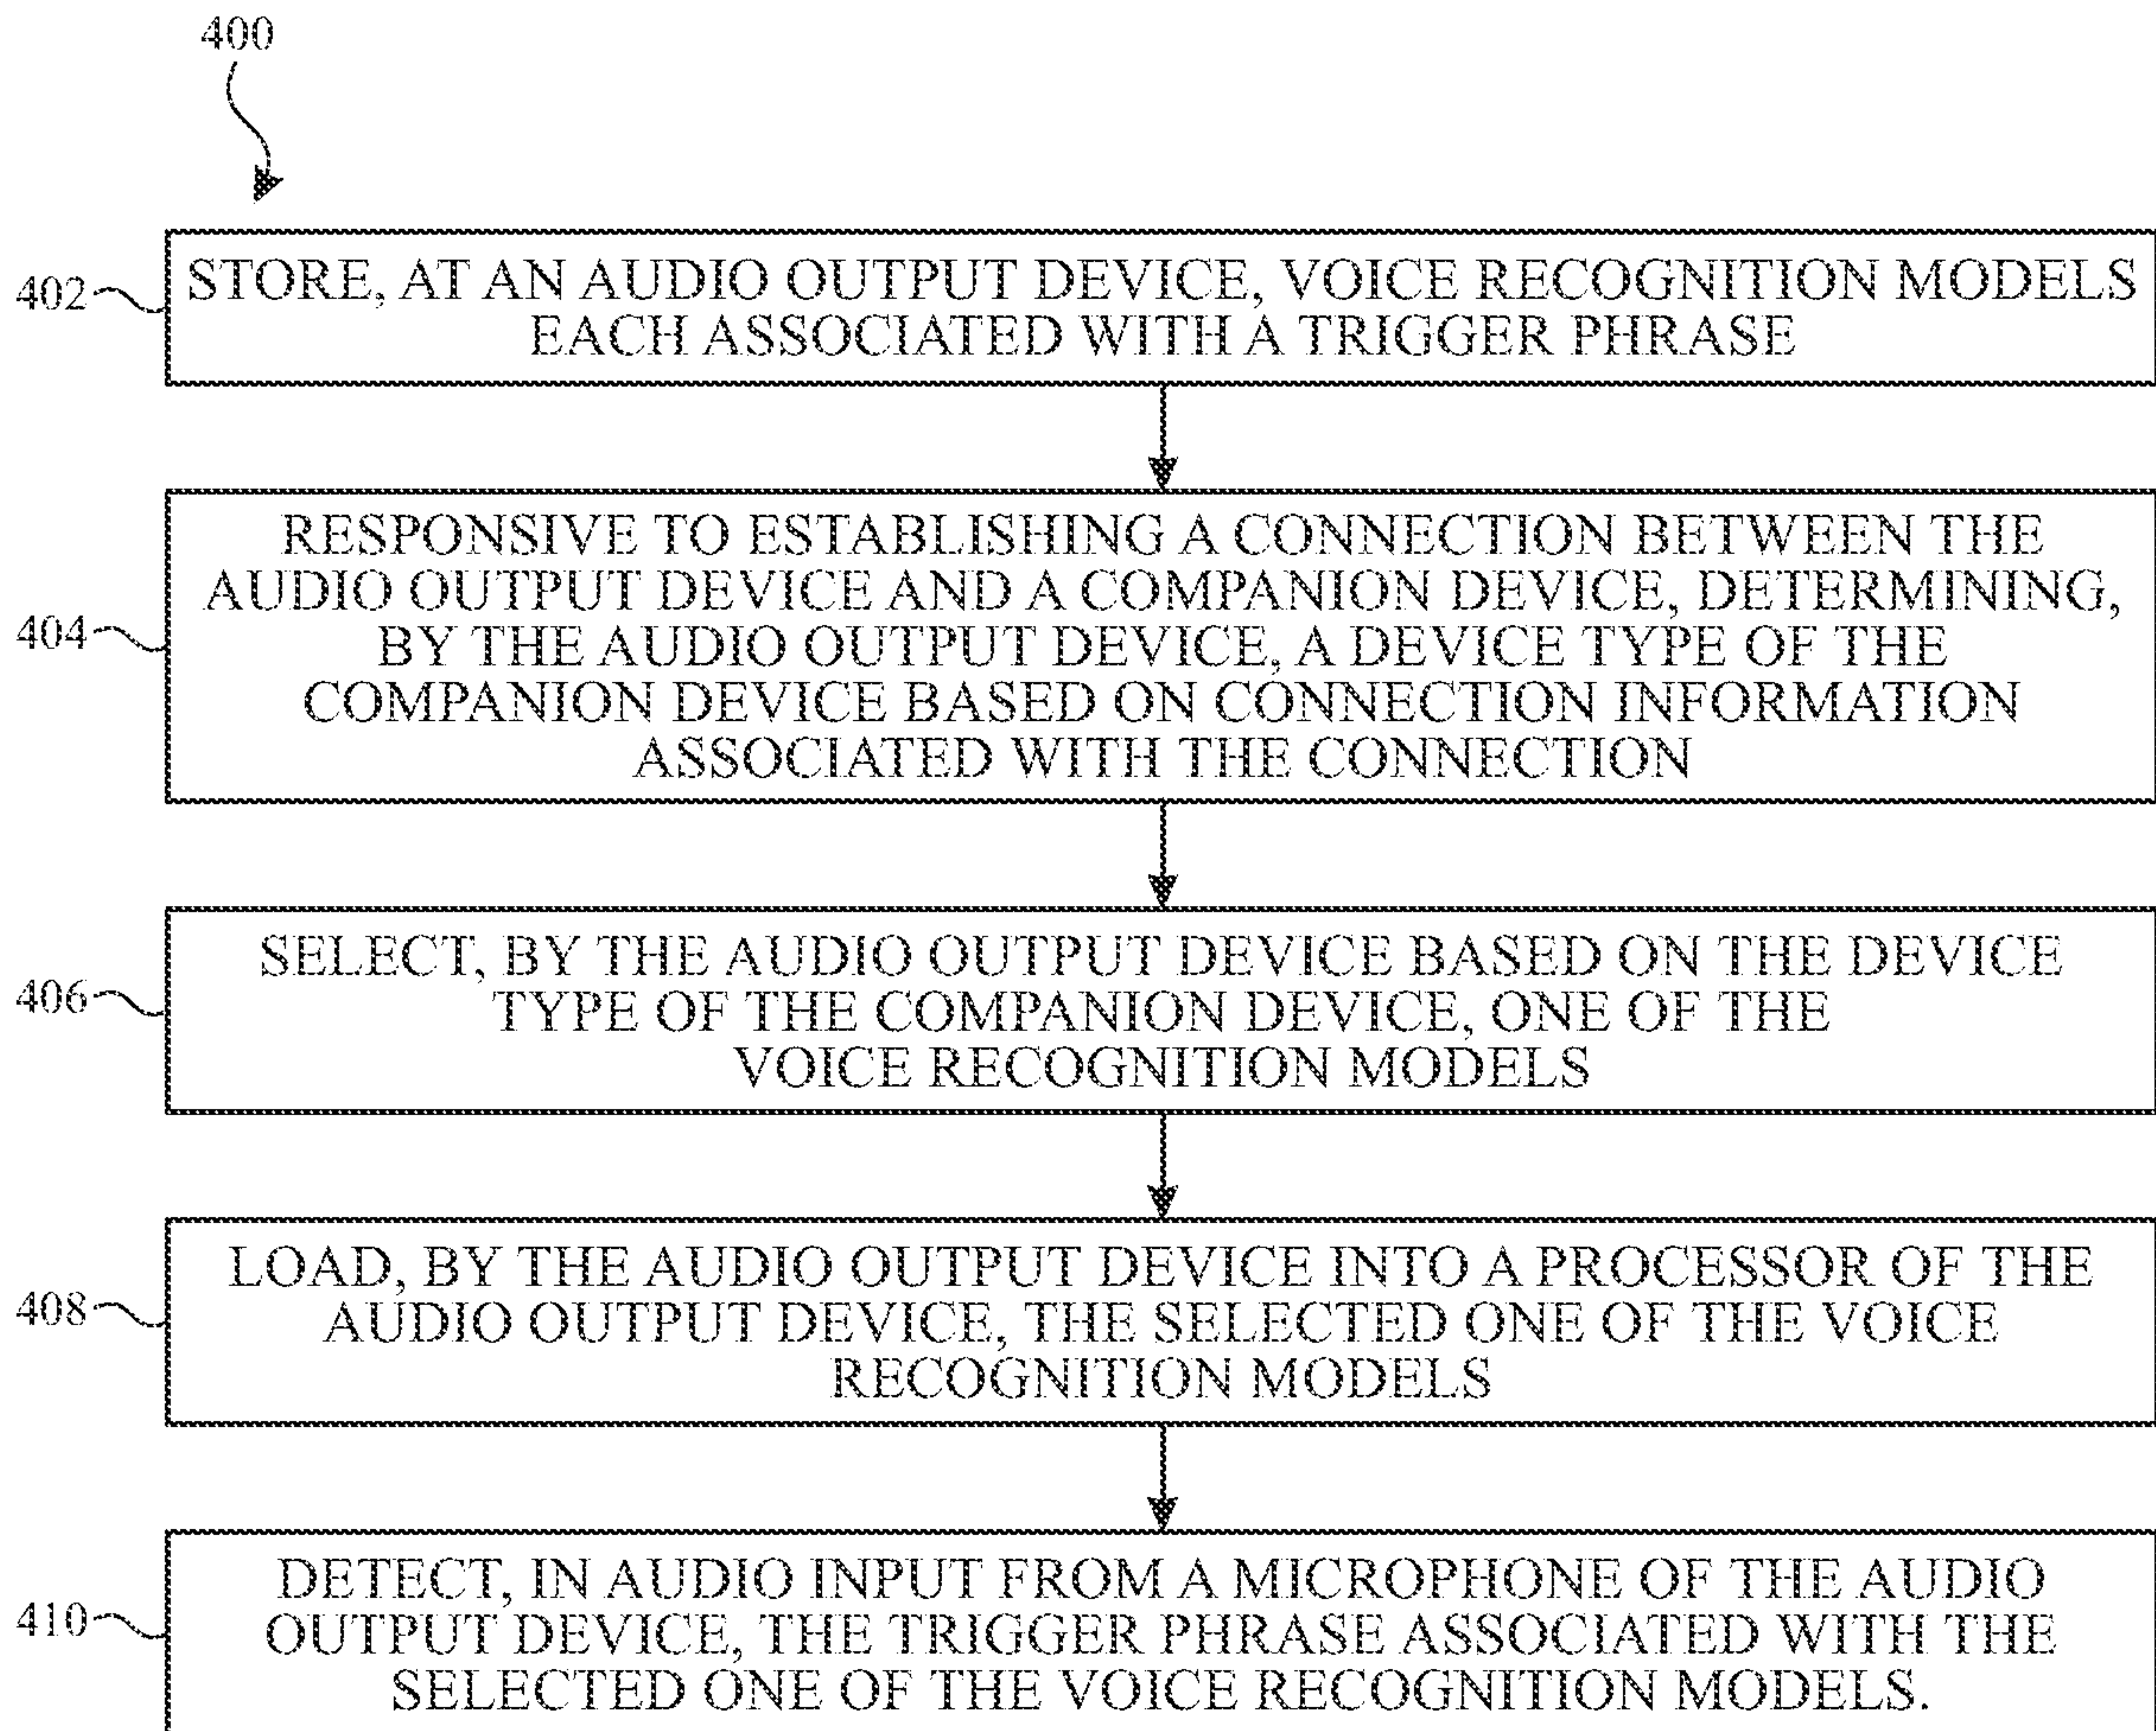 400
402
STORE, AT AN AUDIO OUTPUT DEVICE, VOICE RECOGNITION MODELS
EACH ASSOCIATED WITH A TRIGGER PHRASE
404
RESPONSIVE TO ESTABLISHING A CONNECTION BETWEEN THE
AUDIO OUTPUT DEVICE AND A COMPANION DEVICE, DETERMINING,
BY THE AUDIO OUTPUT DEVICE, A DEVICE TYPE OF THE
COMPANION DEVICE BASED ON CONNECTION INFORMATION
ASSOCIATED WITH THE CONNECTION
406
SELECT, BY THE AUDIO OUTPUT DEVICE BASED ON THE DEVICE
TYPE OF THE COMPANION DEVICE, ONE OF THE
VOICE RECOGNITION MODELS
408
LOAD, BY THE AUDIO OUTPUT DEVICE INTO A PROCESSOR OF THE
AUDIO OUTPUT DEVICE, THE SELECTED ONE OF THE VOICE
RECOGNITION MODELS
410
DETECT, IN AUDIO INPUT FROM A MICROPHONE OF THE AUDIO
OUTPUT DEVICE, THE TRIGGER PHRASE ASSOCIATED WITH THE
SELECTED ONE OF THE VOICE RECOGNITION MODELS.